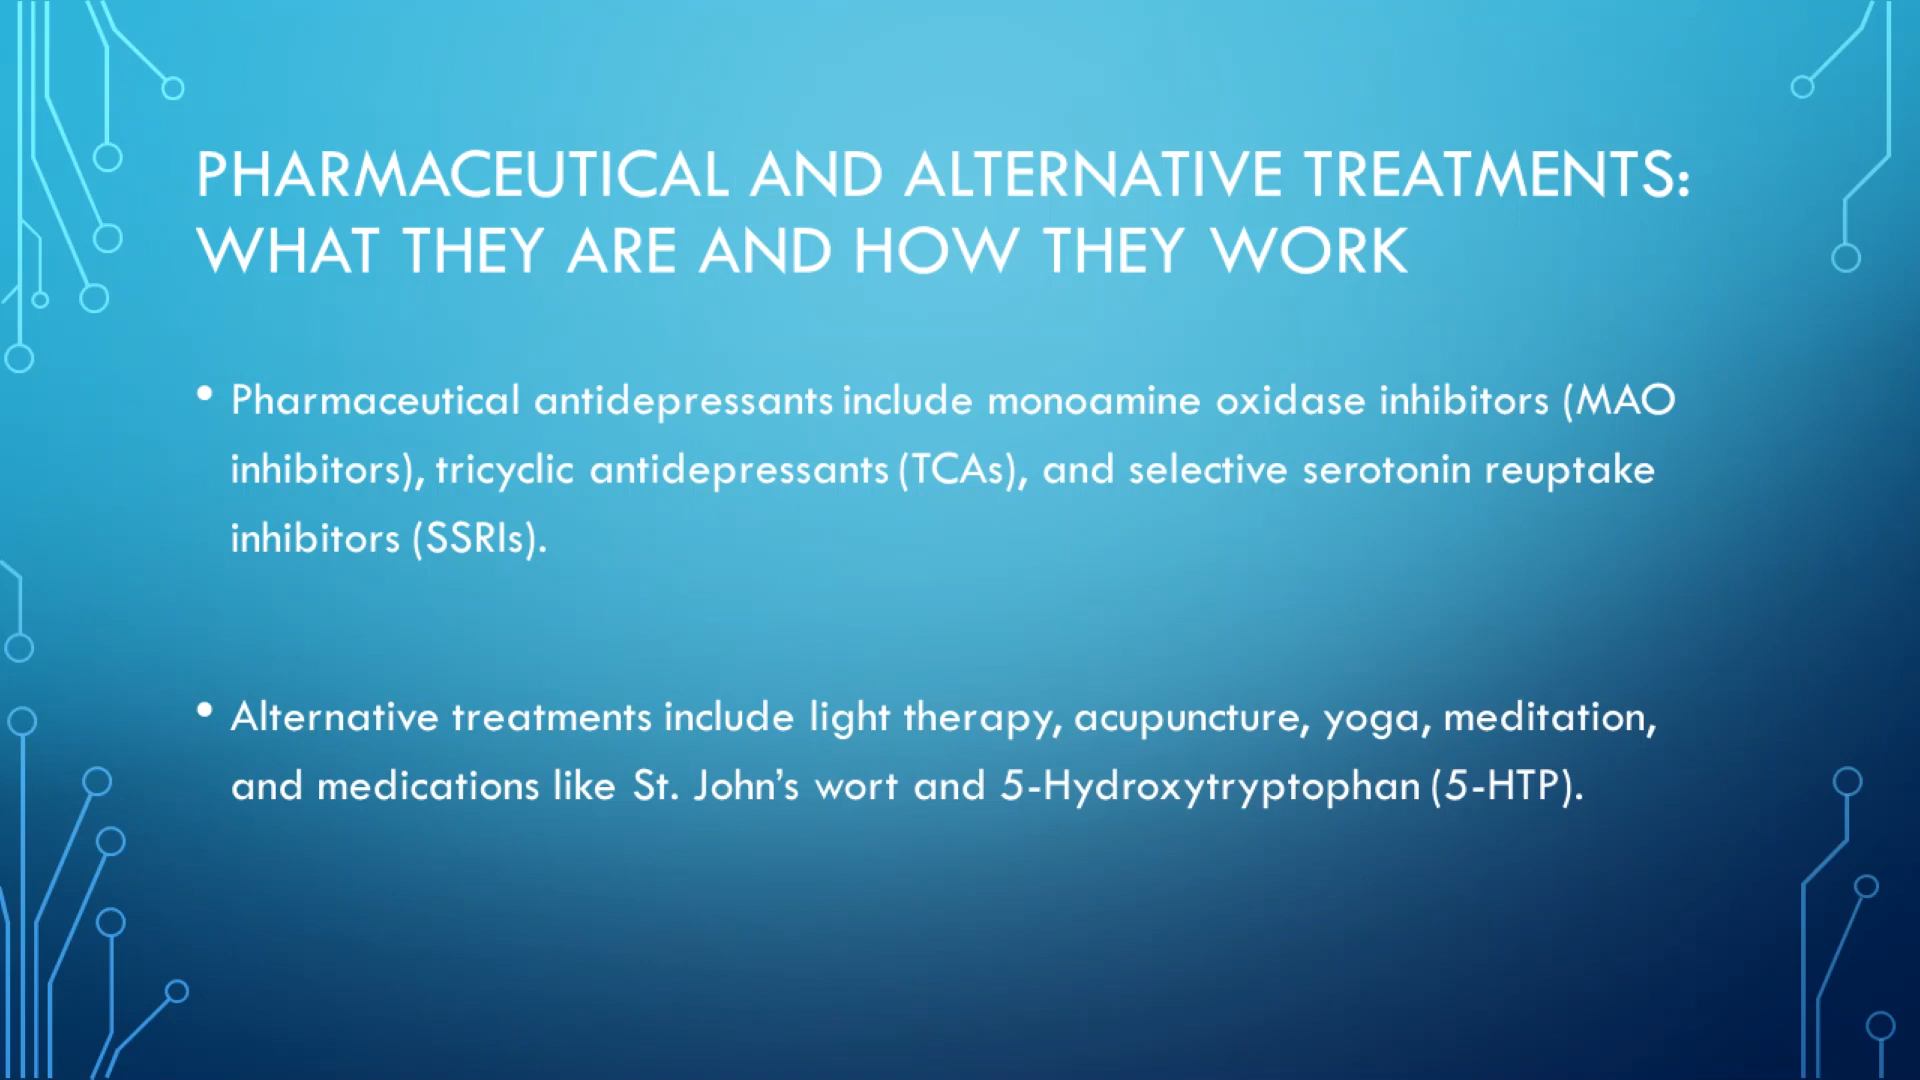 PHARMACEUTICAL AND ALTERNATIVE TREATMENTS:
WHAT THEY ARE AND HOW THEY WORK
• Pharmaceutical antidepressants include monoamine oxidase inhibitors (MAO
inhibitors), tricyclic antidepressants (TCAs), and selective serotonin reuptake
inhibitors (SSRIs).
• Alternative treatments include light therapy, acupuncture, yoga, meditation,
and medications like St. John’s wort and 5-Hydroxytryptophan (5-HTP).